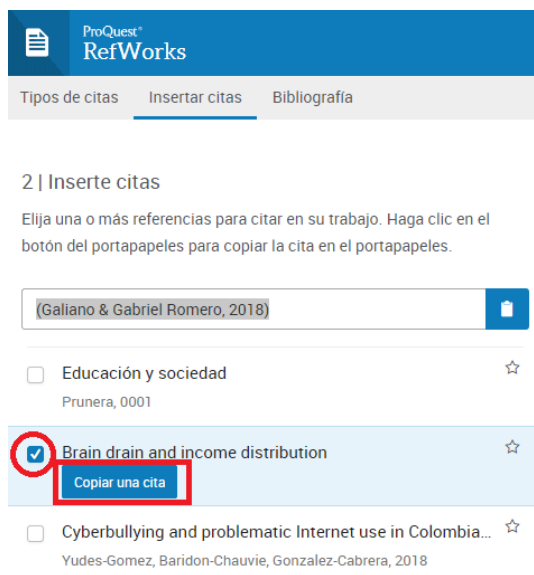 ProQuest®
RefWorks
Tipos de citas Insertar citas Bibliografía
2 | Inserte citas
Elija una o más referencias para citar en su trabajo. Haga clic en el
botón del portapapeles para copiar la cita en el portapapeles.
(Galiano & Gabriel Romero, 2018)
Educación y sociedad
Prunera, 0001
Brain drain and income distribution
Copiar una cita
Cyberbullying and problematic Internet use in Colombia...
Yudes-Gomez, Baridon-Chauvie, Gonzalez-Cabrera, 2018